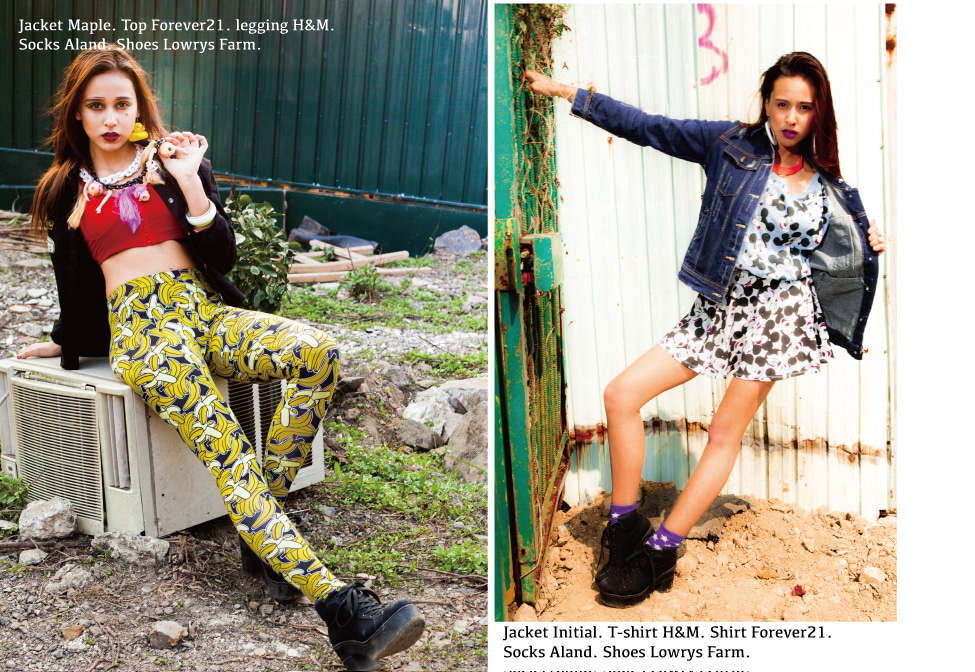 Jacket Maple. Top Forever21. legging H&M.
Socks Aland. Shoes Lowrys Farm.
3
Jacket Initial. T-shirt H&M. Shirt Forever21.
Socks Aland. Shoes Lowrys Farm.